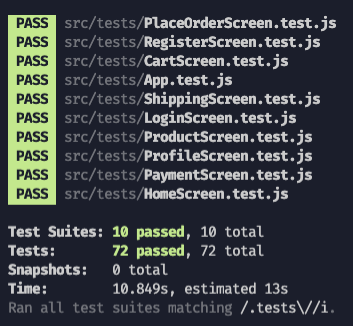 PASS src/tests/PlaceOrderScreen.test.js
PASS src/tests/RegisterScreen.test.js
PASS src/tests/CartScreen.test.js
PASS src/tests/App.test.js
PASS src/tests/ShippingScreen.test.js
PASS src/tests/LoginScreen.test.js
PASS src/tests/ProductScreen.test.js
PASS src/tests/ProfileScreen.test.js
PASS src/tests/PaymentScreen.test.js
PASS src/tests/HomeScreen.test.js
Test Suites: 10 passed, 10 total
Tests: 72 passed, 72 total
Snapshots: 0 total
Time: 10.849s, estimated 13s
Ran all test suites matching /.tests\//i.